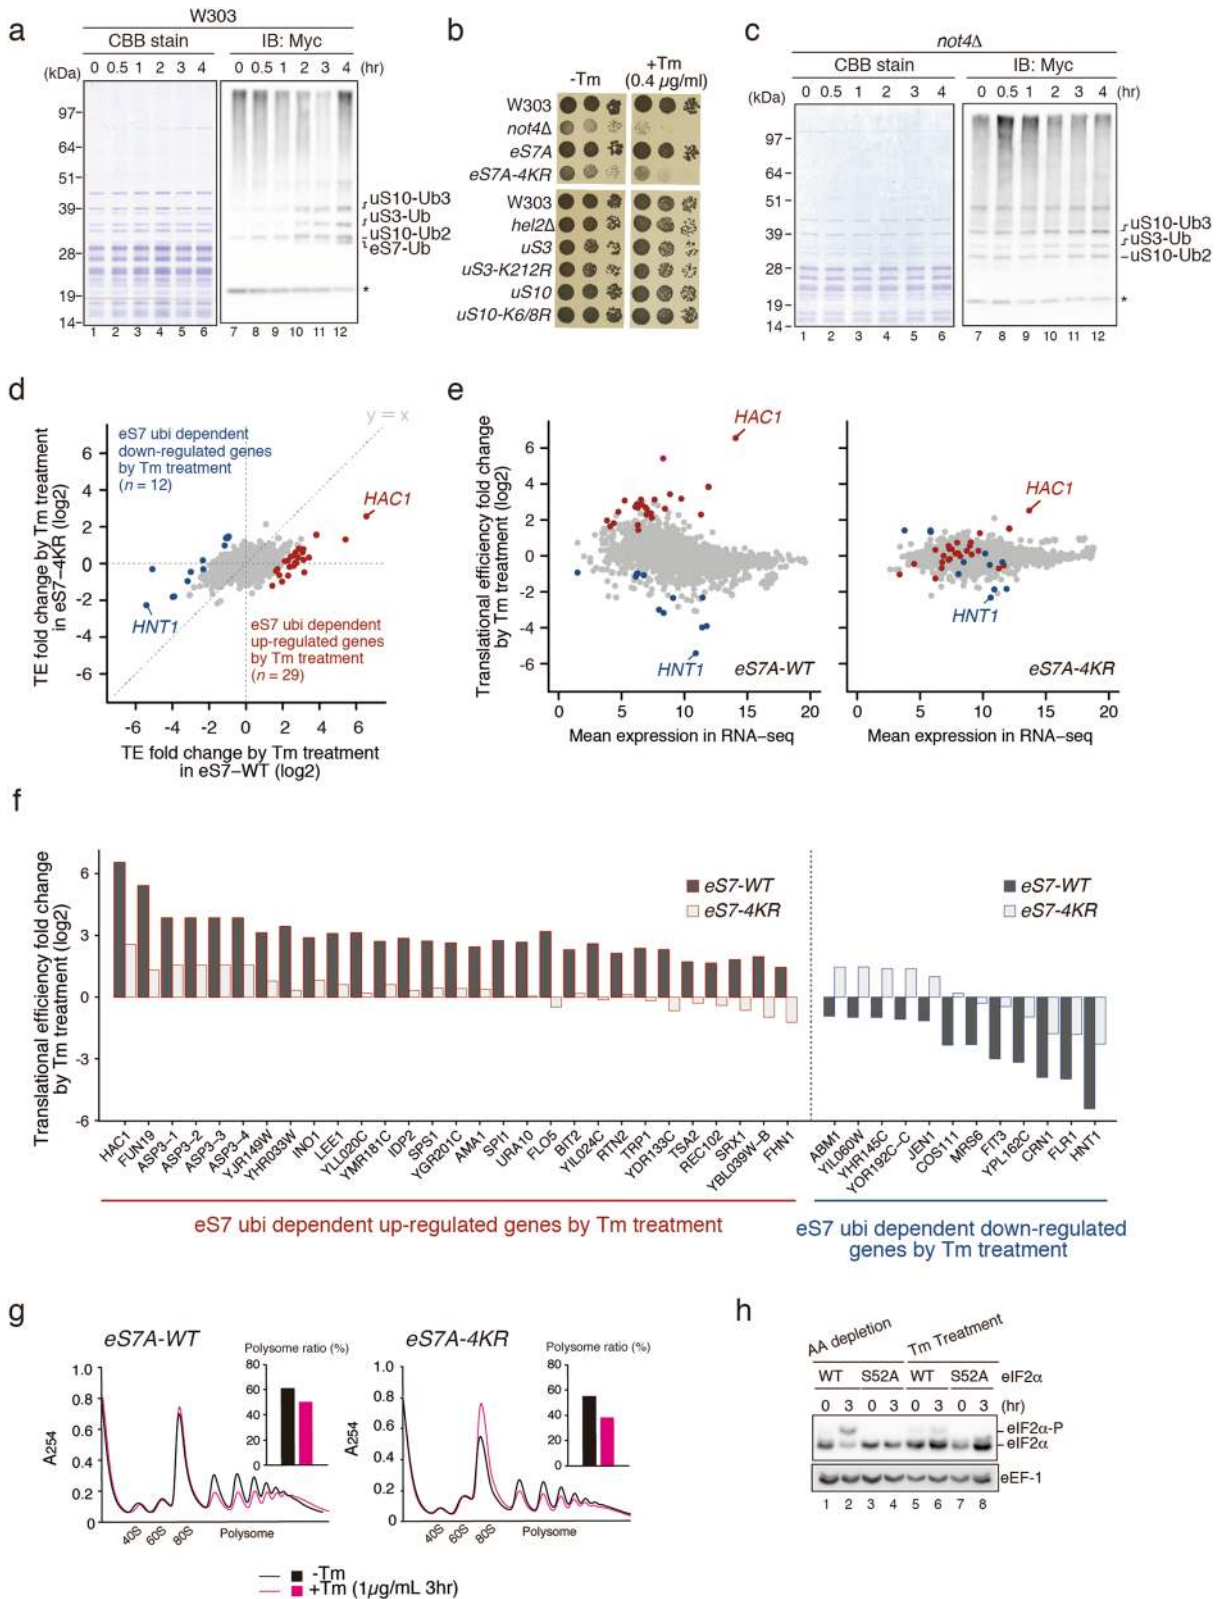 a
W303
CBB stain
IB: Myc
0 0.5 1 2 3 4
0 0.5 1 2 3 4 (hr)
(kDa)
97
64
51
39
28
19
14
uS10-Ub3
uS3-Ub
uS10-Ub2
eS7-Ub
*
1 2 3 4 5 6
7 8 9 10 11 12
b
-Tm
+Tm
(0.4 µg/ml)
W303
not4Δ
eS7A
eS7A-4KR
W303
hel2Δ
uS3
uS3-K212R
uS10
uS10-K6/8R
c
not4Δ
CBB stain
IB: Myc
0 0.5 1 2 3 4
0 0.5 1 2 3 4 (hr)
(kDa)
97
64
51
39
28
19
14
uS10-Ub3
uS3-Ub
uS10-Ub2
*
1 2 3 4 5 6
7 8 9 10 11 12
d
TE fold change by Tm treatment
in eS7–4KR (log2)
6
4
2
0
-2
-4
-6
y = x
eS7 ubi dependent
down-regulated genes
by Tm treatment
(n = 12)
HAC1
HNT1
eS7 ubi dependent
up-regulated genes
by Tm treatment
(n = 29)
-6 -4 -2 0 2 4 6
TE fold change by Tm treatment
in eS7–WT (log2)
e
Translational efficiency fold change
by Tm treatment (log2)
6
4
2
0
-2
-4
-6
HAC1
HNT1
eS7A-WT
0 5 10 15 20
Mean expression in RNA–seq
HAC1
HNT1
eS7A-4KR
0 5 10 15 20
Mean expression in RNA–seq
f
Translational efficiency fold change
by Tm treatment (log2)
6
3
0
-3
-6
eS7-WT
eS7-4KR
eS7-WT
eS7-4KR
HAC1
FUN19
ASP3–1
ASP3–2
ASP3–3
ASP3–4
YJR149W
YHR033W
INO1
LEE1
YLL020C
YMR181C
IDP2
SPS1
YGR201C
AMA1
SPI1
URA10
FLO5
BIT2
YIL024C
RTN2
TRP1
YDR133C
TSA2
REC102
SRX1
YBL039W–B
FHN1
ABM1
YIL060W
YHR145C
YOR192C–C
JEN1
COS111
MRS6
FIT3
YPL162C
CRN1
FLR1
HNT1
eS7 ubi dependent up-regulated genes by Tm treatment
eS7 ubi dependent down-regulated
genes by Tm treatment
g
eS7A-WT
Polysome ratio (%)
80
60
40
20
0
A254
1.0
0.8
0.6
0.4
0.2
0
40S 60S 80S Polysome
eS7A-4KR
Polysome ratio (%)
80
60
40
20
0
A254
1.0
0.8
0.6
0.4
0.2
0
40S 60S 80S Polysome
-Tm
+Tm (1µg/mL 3hr)
h
AA depletion
Tm Treatment
WT S52A WT S52A eIF2α
0 3 0 3 0 3 0 3 (hr)
eIF2α-P
eIF2α
eEF-1
1 2 3 4 5 6 7 8